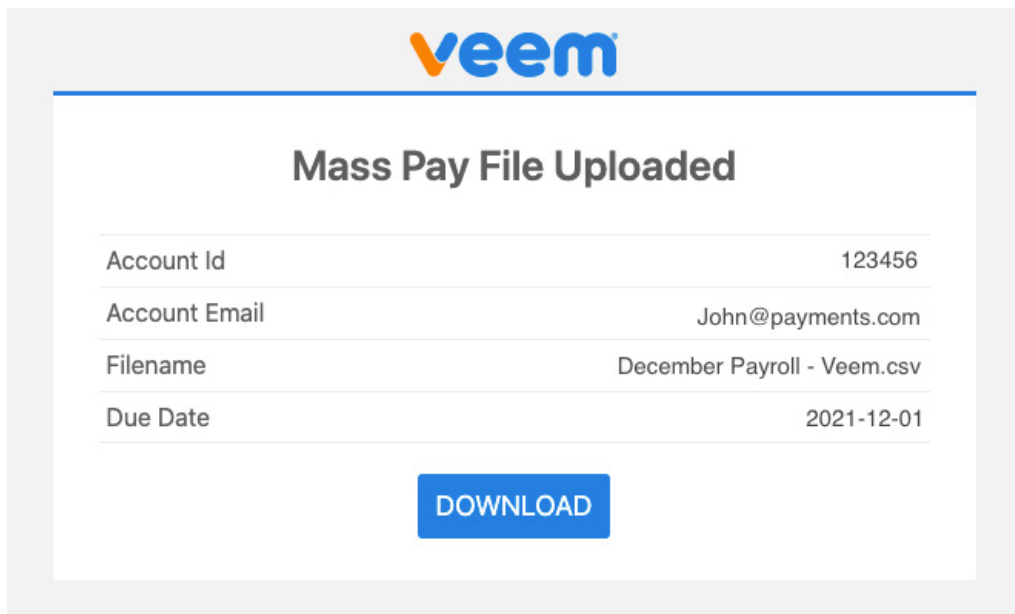 veem
Mass Pay File Uploaded
Account Id 123456
Account Email John@payments.com
Filename December Payroll - Veem.csv
Due Date 2021-12-01
DOWNLOAD